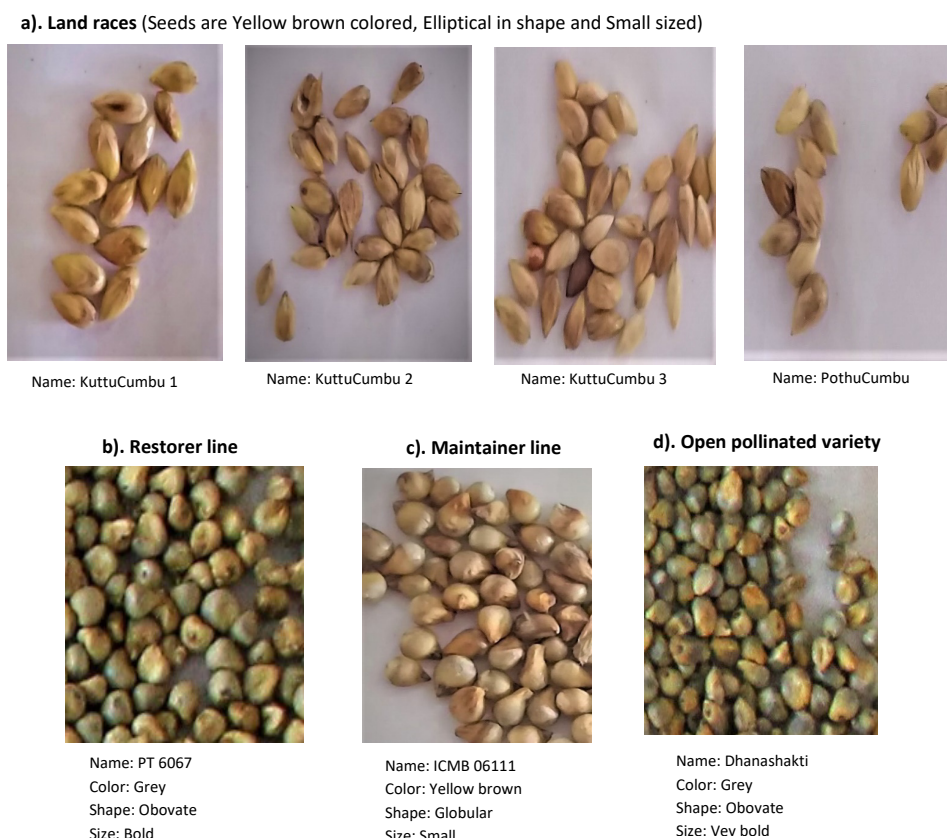 a). Land races (Seeds are Yellow brown colored, Elliptical in shape and Small sized)
Name: KuttuCumbu 1
Name: KuttuCumbu 2
Name: KuttuCumbu 3
Name: PothuCumbu
b). Restorer line
c). Maintainer line
d). Open pollinated variety
Name: PT 6067
Color: Grey
Shape: Obovate
Size: Bold
Name: ICMB 06111
Color: Yellow brown
Shape: Globular
Size: Small
Name: Dhanashakti
Color: Grey
Shape: Obovate
Size: Vey bold